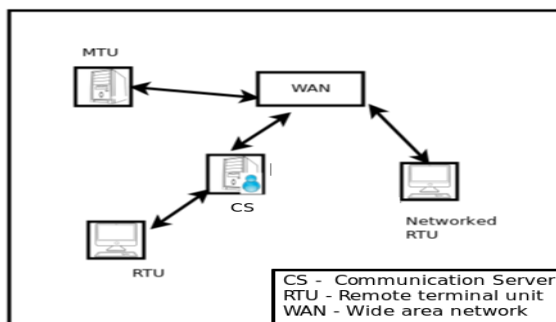 MTU
WAN
CS
Networked
RTU
RTU
CS - Communication Server
RTU - Remote terminal unit
WAN - Wide area network